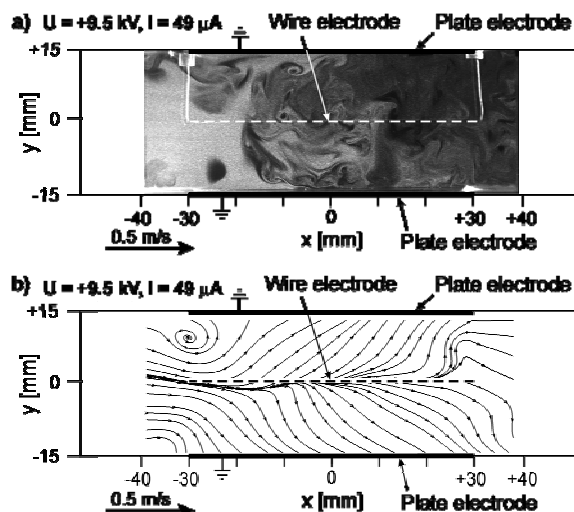 a) U = +9.5 kV, I = 49 μA
Wire electrode
Plate electrode
+15
0
-15
y [mm]
-40
-30
0
+30
+40
x [mm]
0.5 m/s
Plate electrode
b) U = +9.5 kV, I = 49 μA
Wire electrode
Plate electrode
+15
0
-15
y [mm]
-40
-30
0
+30
+40
x [mm]
0.5 m/s
Plate electrode